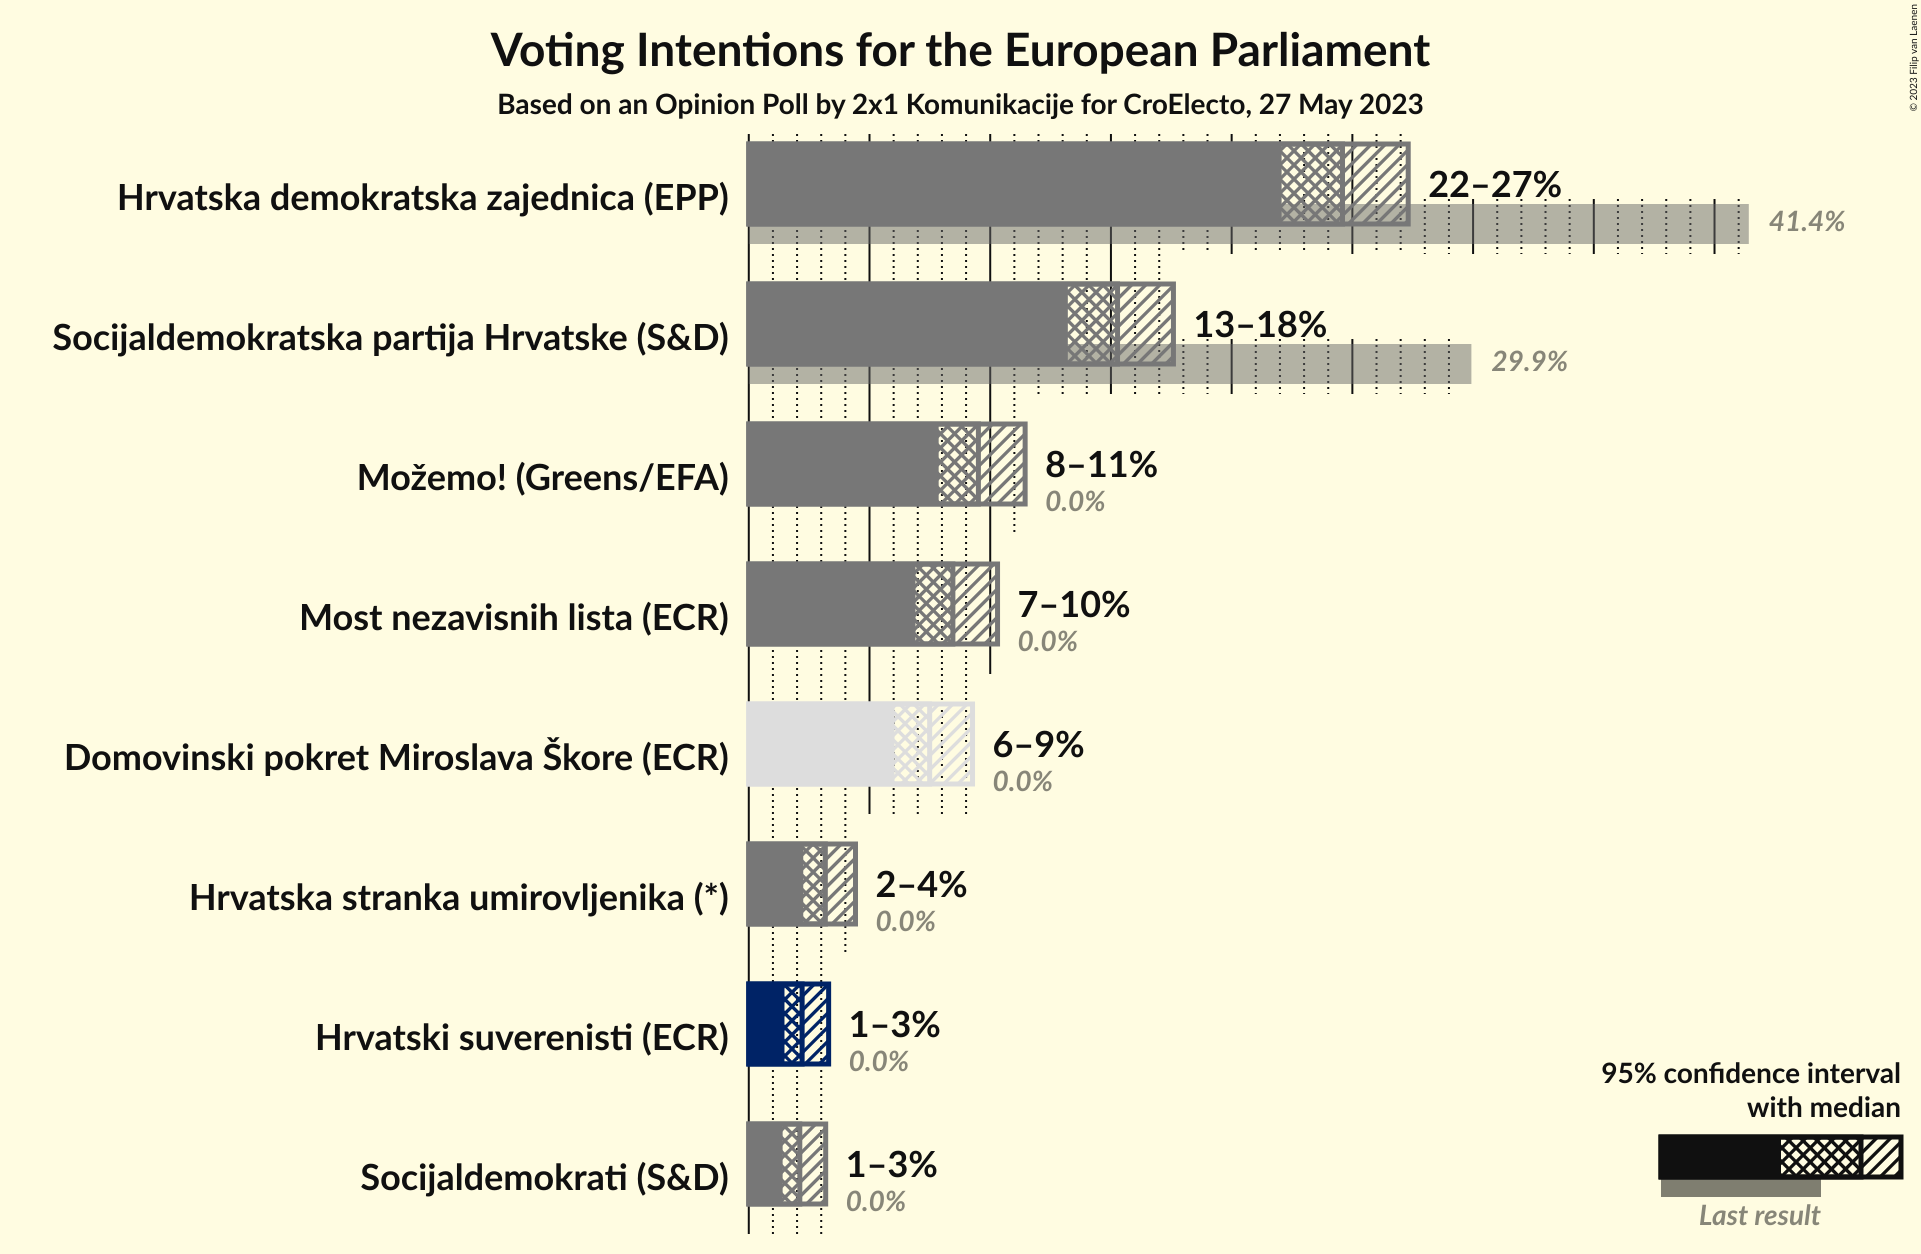 Voting Intentions for the European Parliament
Based on an Opinion Poll by 2x1 Komunikacije for CroElecto, 27 May 2023
© 2023 Filip van Laenen
Hrvatska demokratska zajednica (EPP)
22–27%
41.4%
Socijaldemokratska partija Hrvatske (S&D)
13–18%
29.9%
Možemo! (Greens/EFA)
8–11%
0.0%
Most nezavisnih lista (ECR)
7–10%
0.0%
Domovinski pokret Miroslava Škore (ECR)
6–9%
0.0%
Hrvatska stranka umirovljenika (*)
2–4%
0.0%
Hrvatski suverenisti (ECR)
1–3%
0.0%
Socijaldemokrati (S&D)
1–3%
0.0%
95% confidence interval
with median
Last result